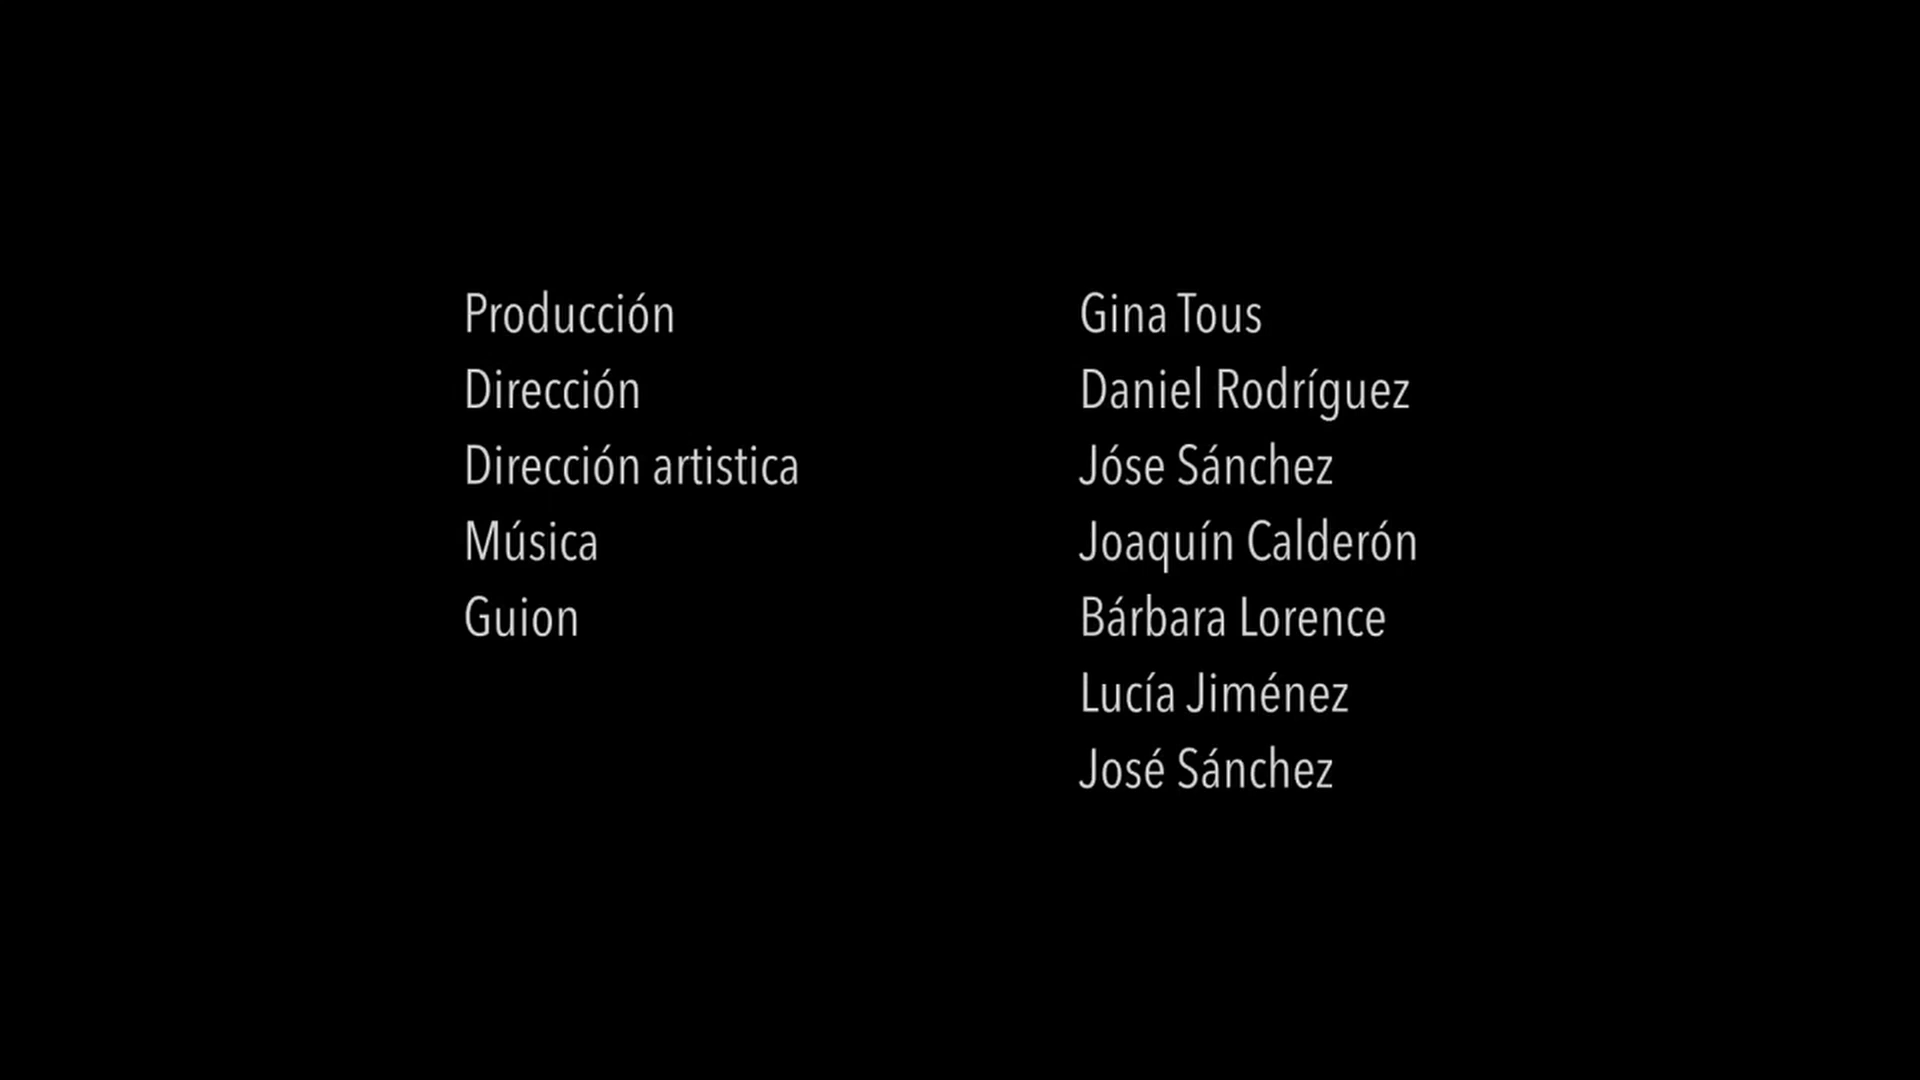 Producción Gina Tous
Dirección Daniel Rodríguez
Dirección artistica Jóse Sánchez
Música Joaquín Calderón
Guion Bárbara Lorence
Lucía Jiménez
José Sánchez